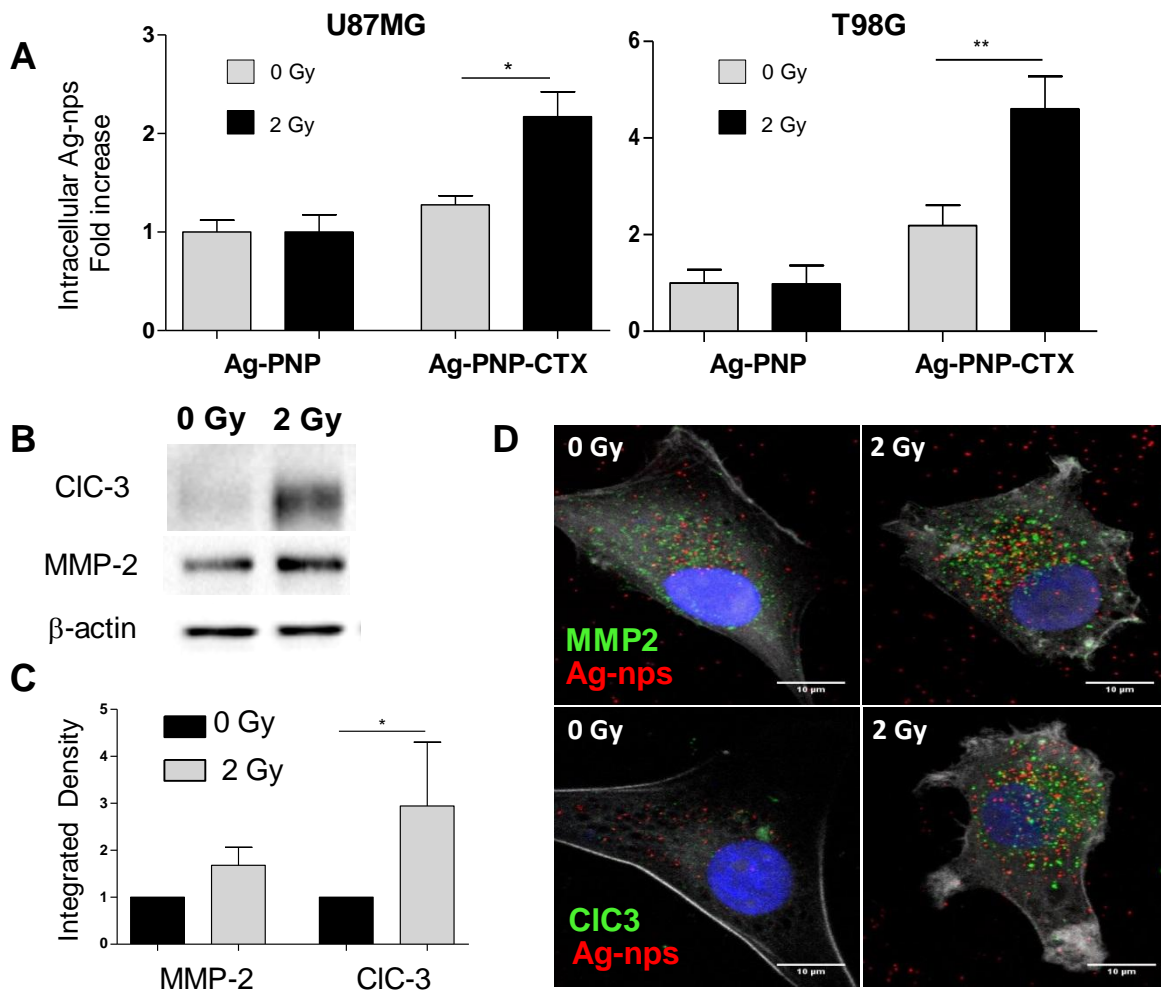 A
U87MG
T98G
Intracellular Ag-nps
Fold increase
3
2
1
0
0 Gy
2 Gy
*
Ag-PNP
Ag-PNP-CTX
6
4
2
0
0 Gy
2 Gy
**
Ag-PNP
Ag-PNP-CTX
B
0 Gy 2 Gy
ClC-3
MMP-2
β-actin
C
Integrated Density
5
4
3
2
1
0
0 Gy
2 Gy
*
MMP-2
ClC-3
D
0 Gy
MMP2
Ag-nps
10 µm
2 Gy
10 µm
0 Gy
ClC3
Ag-nps
10 µm
2 Gy
10 µm